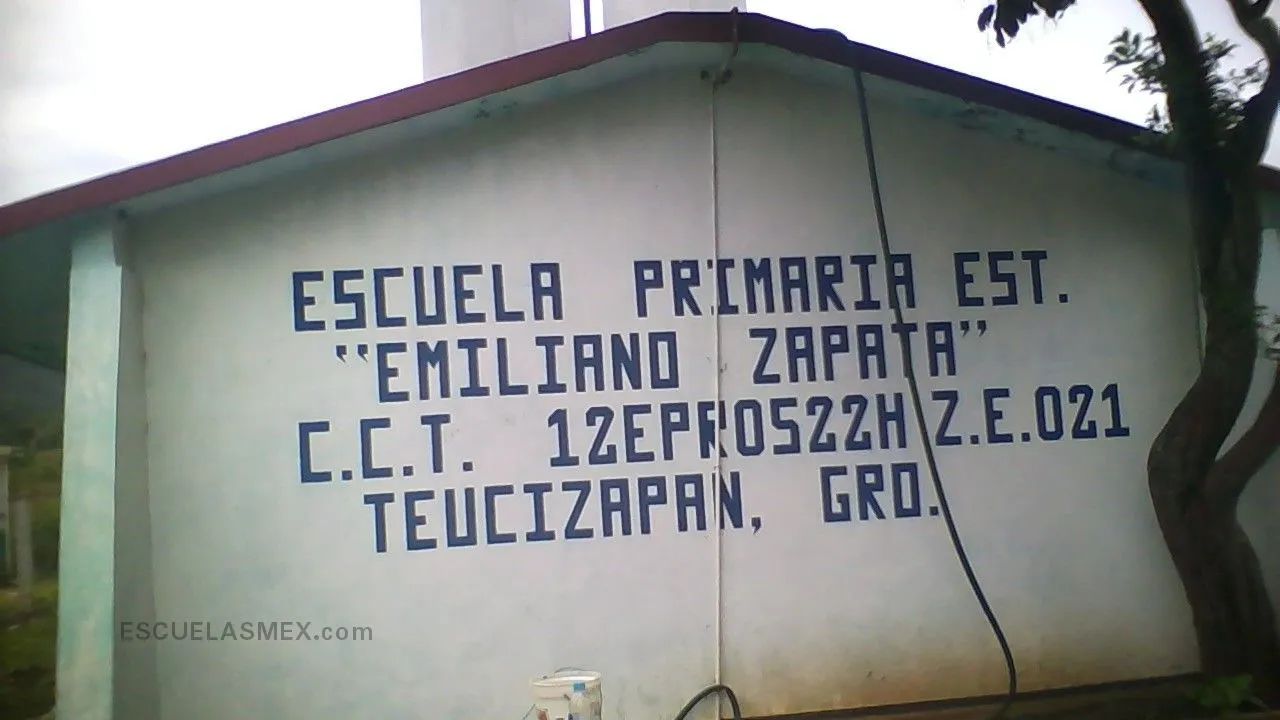 ESCUELA PRIMARIA EST.
"EMILIANO ZAPATA"
C.C.T. 12EPR0522H Z.E.021
TEUCIZAPAN, GRO.
ESCUELASMEX.com